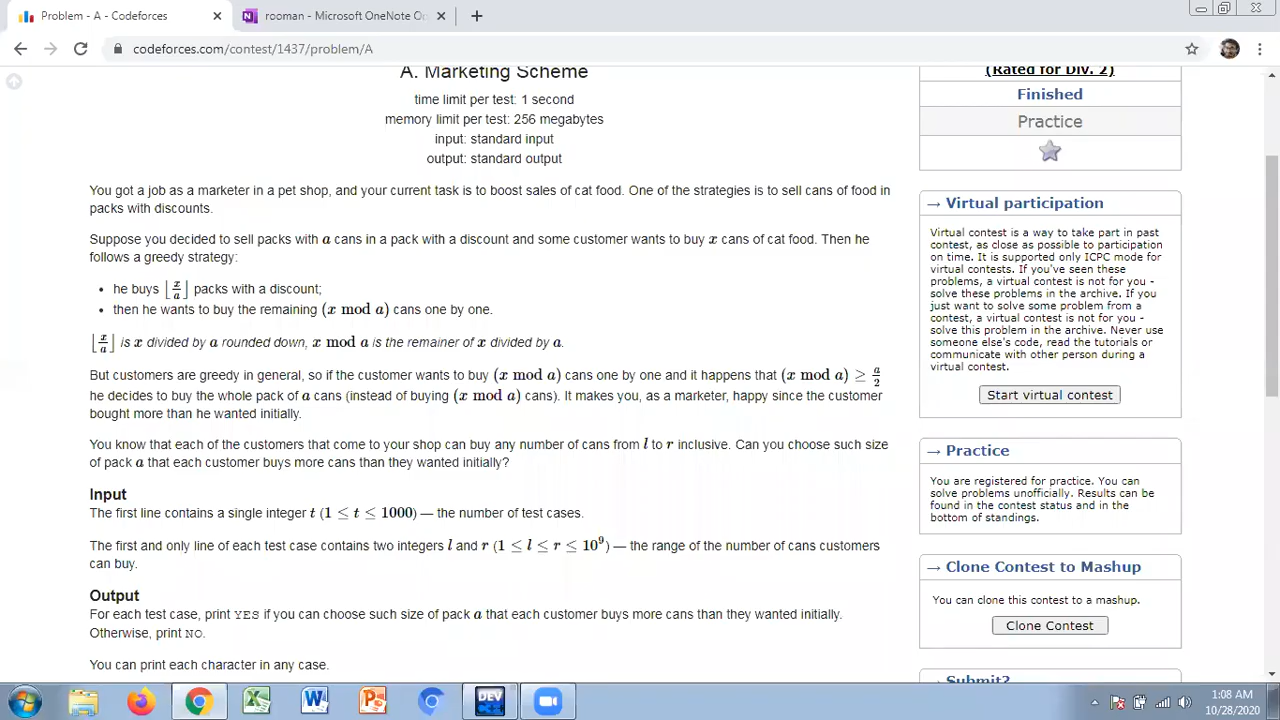 Problem - A - Codeforces
rooman - Microsoft OneNote On
codeforces.com/contest/1437/problem/A
A. Marketing Scheme
time limit per test: 1 second
memory limit per test: 256 megabytes
input: standard input
output: standard output
You got a job as a marketer in a pet shop, and your current task is to boost sales of cat food. One of the strategies is to sell cans of food in
packs with discounts.
Suppose you decided to sell packs with a cans in a pack with a discount and some customer wants to buy x cans of cat food. Then he
follows a greedy strategy:
• he buys ⌊x/a⌋ packs with a discount;
• then he wants to buy the remaining (x mod a) cans one by one.
⌊x/a⌋ is x divided by a rounded down, x mod a is the remainer of x divided by a.
But customers are greedy in general, so if the customer wants to buy (x mod a) cans one by one and it happens that (x mod a) ≥ a/2
he decides to buy the whole pack of a cans (instead of buying (x mod a) cans). It makes you, as a marketer, happy since the customer
bought more than he wanted initially.
You know that each of the customers that come to your shop can buy any number of cans from l to r inclusive. Can you choose such size
of pack a that each customer buys more cans than they wanted initially?
Input
The first line contains a single integer t (1 ≤ t ≤ 1000) — the number of test cases.
The first and only line of each test case contains two integers l and r (1 ≤ l ≤ r ≤ 10⁹) — the range of the number of cans customers
can buy.
Output
For each test case, print YES if you can choose such size of pack a that each customer buys more cans than they wanted initially.
Otherwise, print NO.
You can print each character in any case.
(Rated for Div. 2)
Finished
Practice
→ Virtual participation
Virtual contest is a way to take part in past
contest, as close as possible to participation
on time. It is supported only ICPC mode for
virtual contests. If you've seen these
problems, a virtual contest is not for you -
solve these problems in the archive. If you
just want to solve some problem from a
contest, a virtual contest is not for you -
solve this problem in the archive. Never use
someone else's code, read the tutorials or
communicate with other person during a
virtual contest.
Start virtual contest
→ Practice
You are registered for practice. You can
solve problems unofficially. Results can be
found in the contest status and in the
bottom of standings.
→ Clone Contest to Mashup
You can clone this contest to a mashup.
Clone Contest
→ Submit?
DEV
C++
1:08 AM
10/28/2020